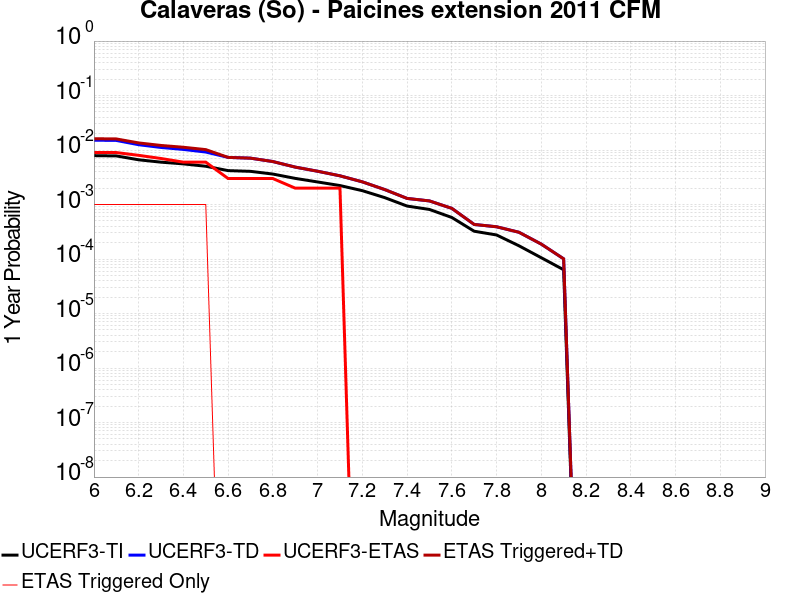 Calaveras (So) - Paicines extension 2011 CFM
10^0
10^-1
10^-2
10^-3
10^-4
10^-5
10^-6
10^-7
10^-8
1 Year Probability
6 6.2 6.4 6.6 6.8 7 7.2 7.4 7.6 7.8 8 8.2 8.4 8.6 8.8 9
Magnitude
UCERF3-TI UCERF3-TD UCERF3-ETAS ETAS Triggered+TD
ETAS Triggered Only